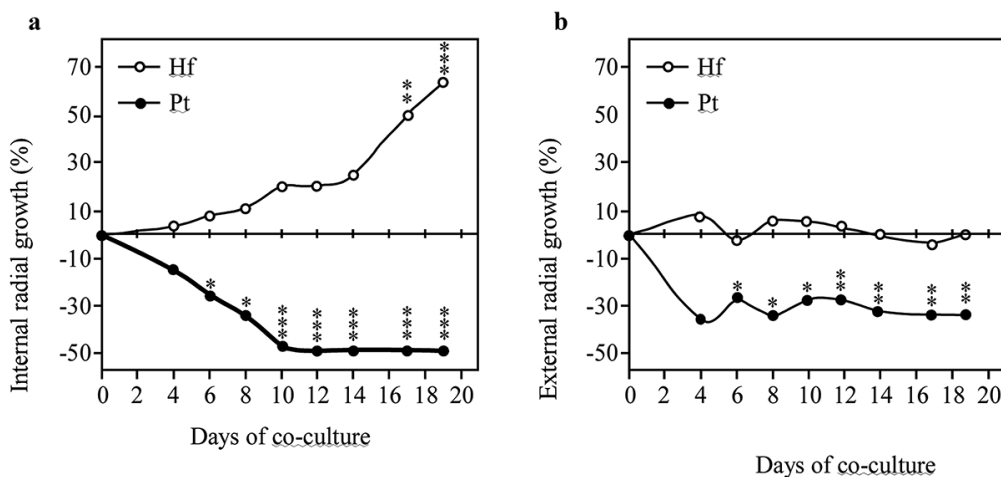 a
Internal radial growth (%)
70
50
30
10
-10
-30
-50
Hf
Pt
*
*
***
***
***
***
***
**
***
0 2 4 6 8 10 12 14 16 18 20
Days of co-culture
b
External radial growth (%)
70
50
30
10
-10
-30
-50
Hf
Pt
*
*
*
**
**
**
**
0 2 4 6 8 10 12 14 16 18 20
Days of co-culture